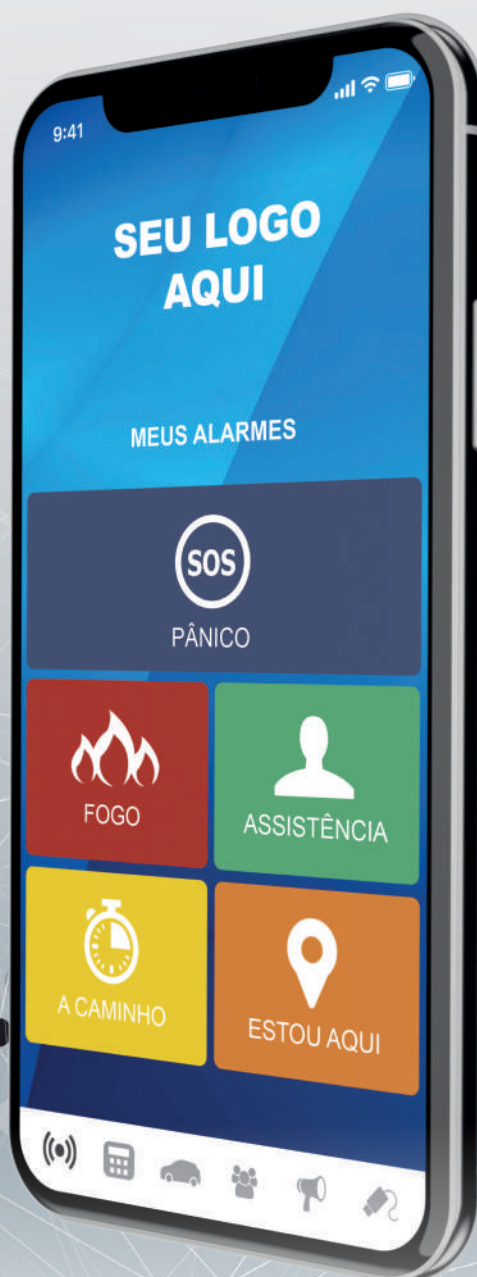 9:41
SEU LOGO
AQUI
MEUS ALARMES
SOS
PÂNICO
FOGO
ASSISTÊNCIA
A CAMINHO
ESTOU AQUI